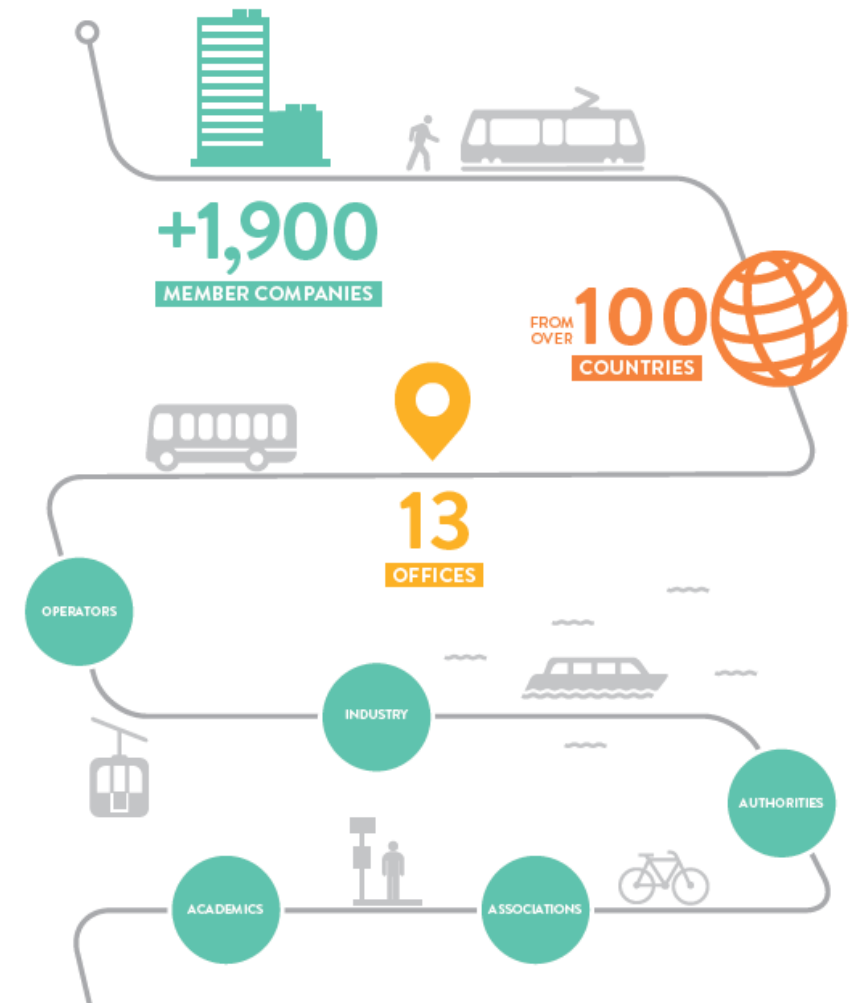 +1,900
MEMBER COMPANIES
FROM OVER 100
COUNTRIES
13
OFFICES
OPERATORS
INDUSTRY
AUTHORITIES
ASSOCIATIONS
ACADEMICS